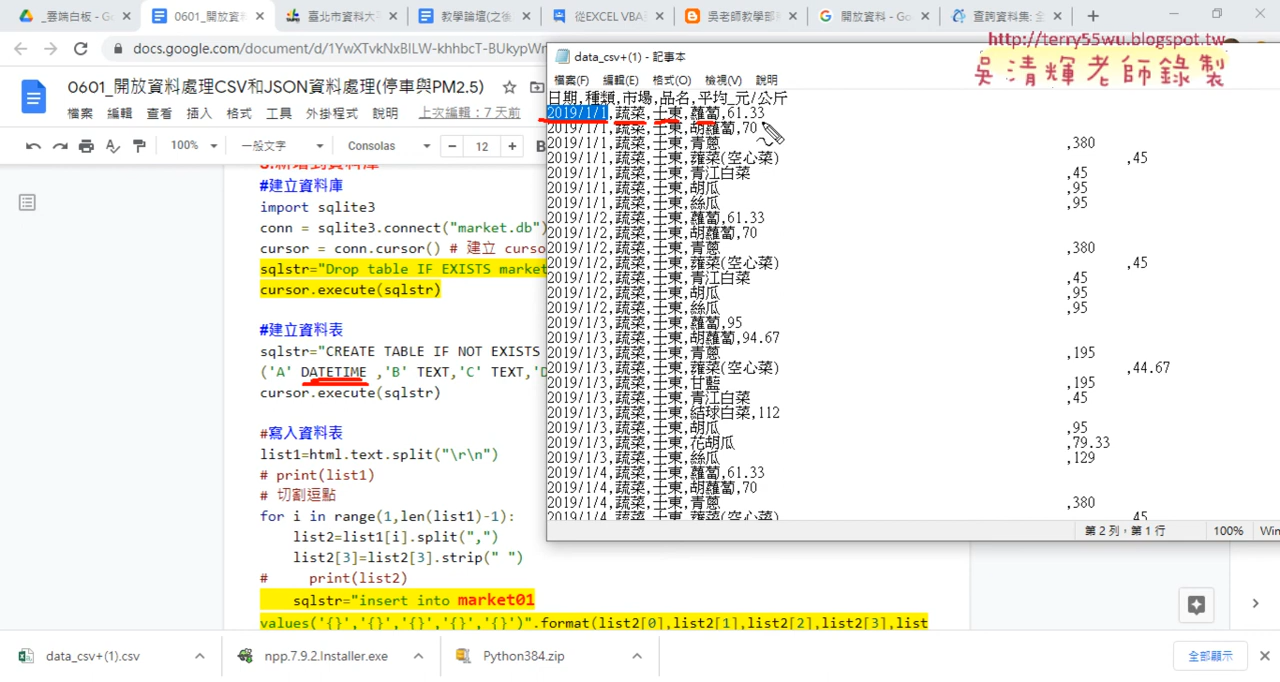 _雲端白板 - G
0601_開放資料
臺北市資料大平
教學論壇(之後
從EXCEL VBA
吳老師教學部
開放資料 - Go
查詢資料集: 全
docs.google.com/document/d/1YwXTvkNxBILW-khhbcT-BUkypW
http://terry55wu.blogspot.tw
吳清輝老師錄製
0601_開放資料處理CSV和JSON資料處理(停車與PM2.5)
檔案 編輯 查看 插入 格式 工具 外掛程式 說明 上次編輯: 7 天前
100% 一般文字 Consolas 12 B
#建立資料庫
import sqlite3
conn = sqlite3.connect("market.db")
cursor = conn.cursor() # 建立 curso
sqlstr="Drop table IF EXISTS market
cursor.execute(sqlstr)
#建立資料表
sqlstr="CREATE TABLE IF NOT EXISTS
('A' DATETIME ,'B' TEXT,'C' TEXT,'D
cursor.execute(sqlstr)
#寫入資料表
list1=html.text.split("\r\n")
# print(list1)
# 切割逗點
for i in range(1,len(list1)-1):
list2=list1[i].split(",")
list2[3]=list2[3].strip(" ")
# print(list2)
sqlstr="insert into market01
values('{}','{}','{}','{}','{}')".format(list2[0],list2[1],list2[2],list2[3],list
data_csv+(1) - 記事本
檔案(F) 編輯(E) 格式(O) 檢視(V) 說明
日期,種類,市場,品名,平均_元/公斤
2019/1/1,蔬菜,士東,蘿蔔,61.33
2019/1/1,蔬菜,士東,胡蘿蔔,70
2019/1/1,蔬菜,士東,青蔥 ,380
2019/1/1,蔬菜,士東,蕹菜(空心菜) ,45
2019/1/1,蔬菜,士東,青江白菜 ,45
2019/1/1,蔬菜,士東,胡瓜 ,95
2019/1/1,蔬菜,士東,絲瓜 ,95
2019/1/2,蔬菜,士東,蘿蔔,61.33
2019/1/2,蔬菜,士東,胡蘿蔔,70
2019/1/2,蔬菜,士東,青蔥 ,380
2019/1/2,蔬菜,士東,蕹菜(空心菜) ,45
2019/1/2,蔬菜,士東,青江白菜 ,45
2019/1/2,蔬菜,士東,胡瓜 ,95
2019/1/2,蔬菜,士東,絲瓜 ,95
2019/1/3,蔬菜,士東,蘿蔔,95
2019/1/3,蔬菜,士東,胡蘿蔔,94.67
2019/1/3,蔬菜,士東,青蔥 ,195
2019/1/3,蔬菜,士東,蕹菜(空心菜) ,44.67
2019/1/3,蔬菜,士東,甘藍 ,195
2019/1/3,蔬菜,士東,青江白菜 ,45
2019/1/3,蔬菜,士東,結球白菜,112
2019/1/3,蔬菜,士東,胡瓜 ,95
2019/1/3,蔬菜,士東,花胡瓜 ,79.33
2019/1/3,蔬菜,士東,絲瓜 ,129
2019/1/4,蔬菜,士東,蘿蔔,61.33
2019/1/4,蔬菜,士東,胡蘿蔔,70
2019/1/4,蔬菜,士東,青蔥 ,380
2019/1/4,蔬菜,士東,蕹菜(空心菜) ,45
第 2 列，第 1 行 100% Win
data_csv+(1).csv
npp.7.9.2.Installer.exe
Python384.zip
全部顯示